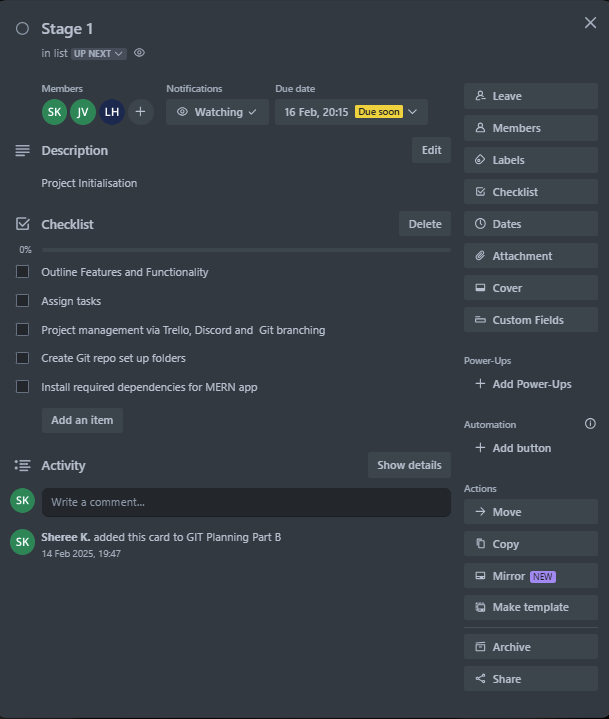 Stage 1
in list UP NEXT
Members
Notifications
Due date
SK JV LH
Watching
16 Feb, 20:15 Due soon
Description
Edit
Project Initialisation
Checklist
Delete
0%
Outline Features and Functionality
Assign tasks
Project management via Trello, Discord and  Git branching
Create Git repo set up folders
Install required dependencies for MERN app
Add an item
Activity
Show details
SK
Write a comment...
SK
Sheree K. added this card to GIT Planning Part B
14 Feb 2025, 19:47
Leave
Members
Labels
Checklist
Dates
Attachment
Cover
Custom Fields
Power-Ups
+ Add Power-Ups
Automation
+ Add button
Actions
Move
Copy
Mirror NEW
Make template
Archive
Share